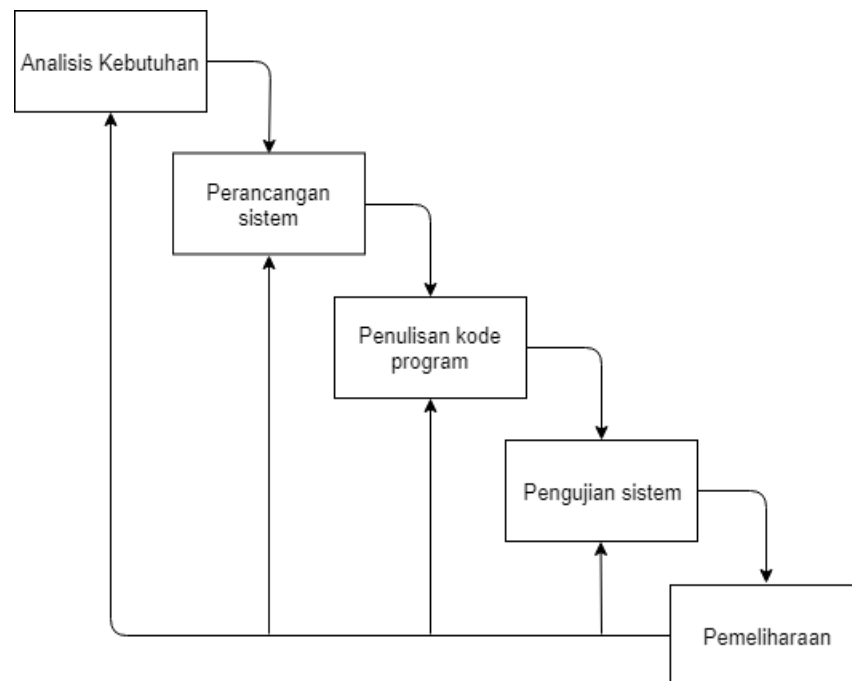 Analisis Kebutuhan
Perancangan
sistem
Penulisan kode
program
Pengujian sistem
Pemeliharaan